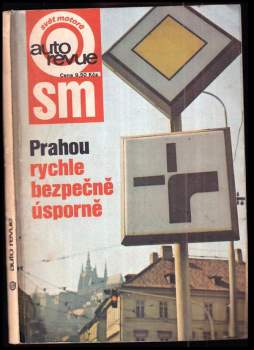 svět motorů
auto
revue
Cena 9,50 Kčs
sm
Prahou
rychle
bezpečně
úsporně
auto revue